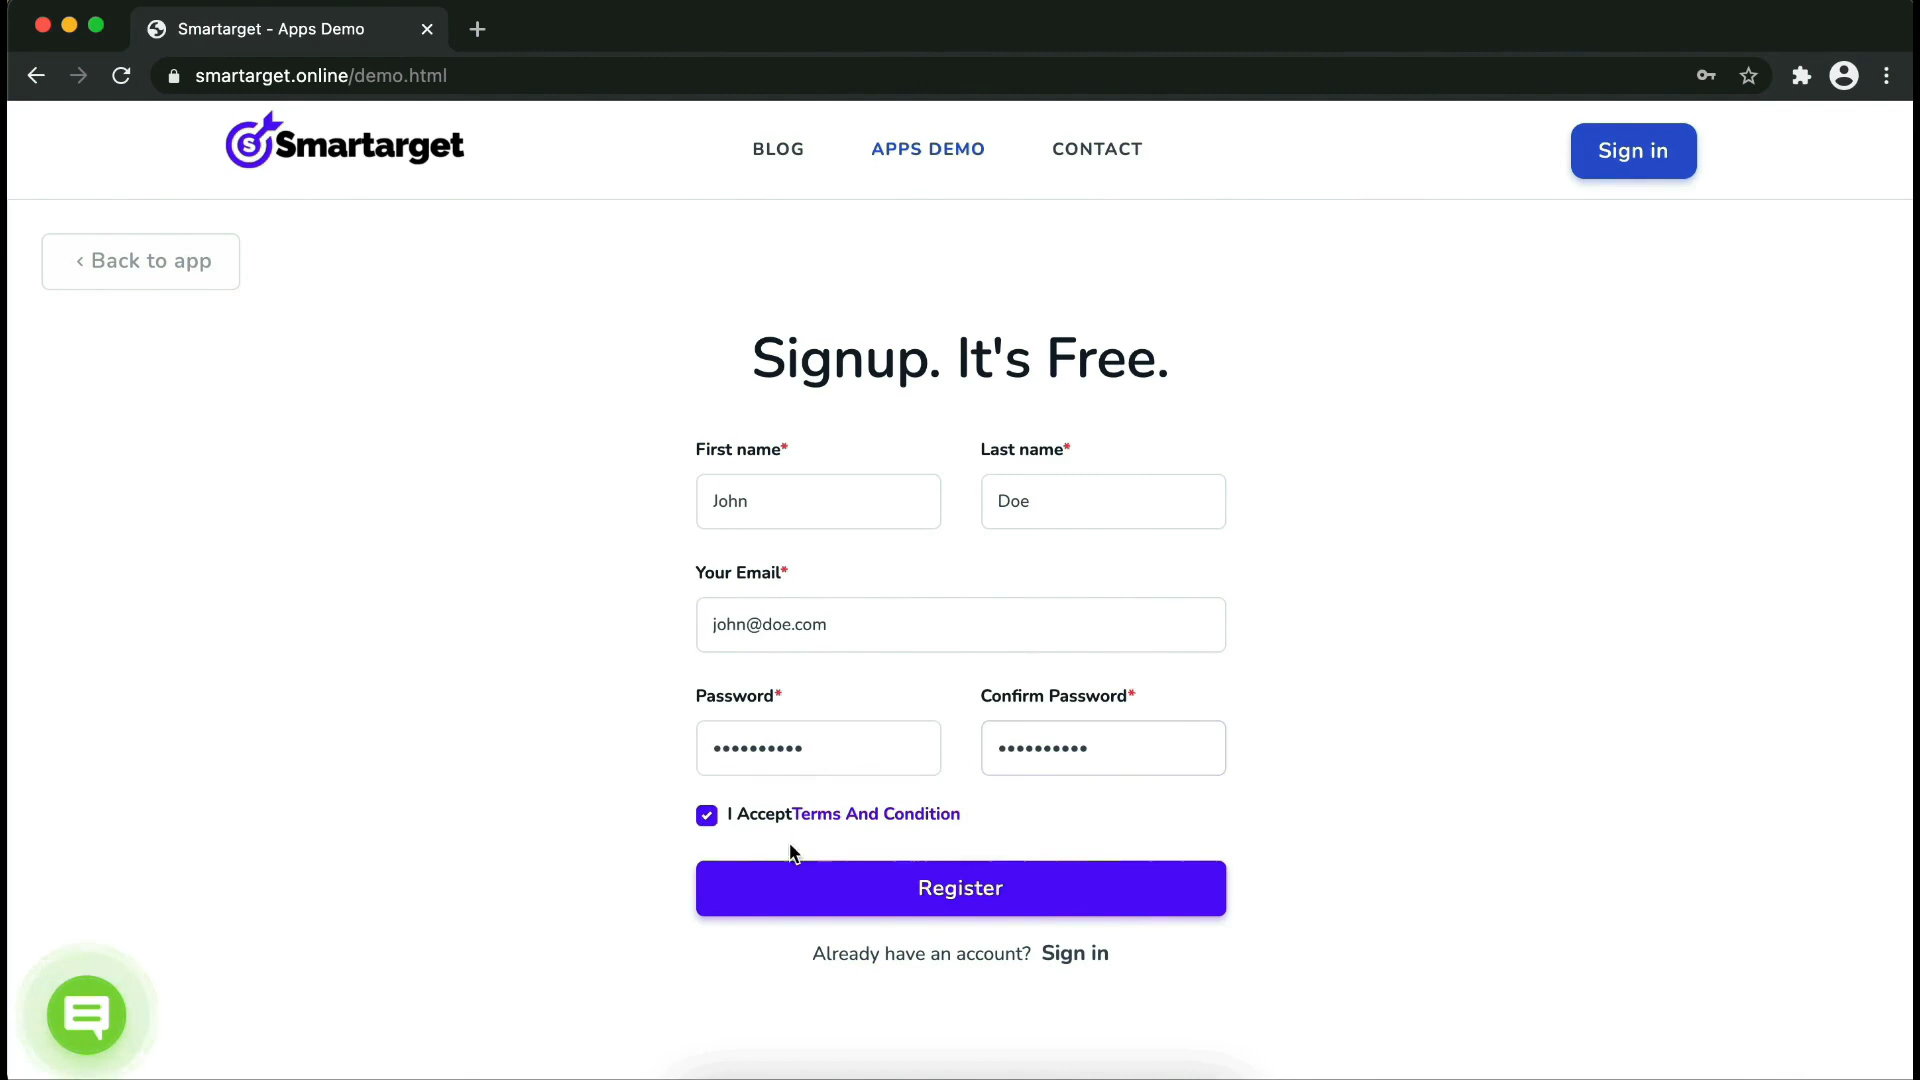 Smartarget - Apps Demo
smartarget.online/demo.html
Smartarget
BLOG
APPS DEMO
CONTACT
Sign in
‹ Back to app
Signup. It's Free.
First name*
Last name*
John
Doe
Your Email*
john@doe.com
Password*
Confirm Password*
••••••••••
••••••••••
I AcceptTerms And Condition
Register
Already have an account? Sign in